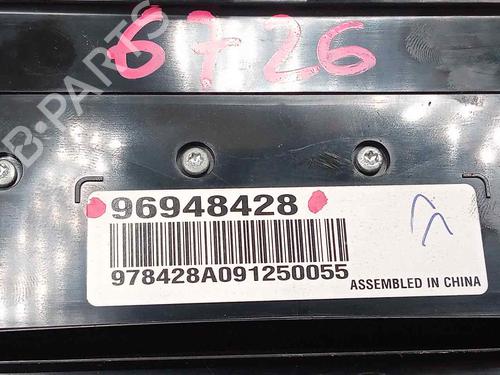 6726
B-PARTS
96948428
978428A091250055
ASSEMBLED IN CHINA